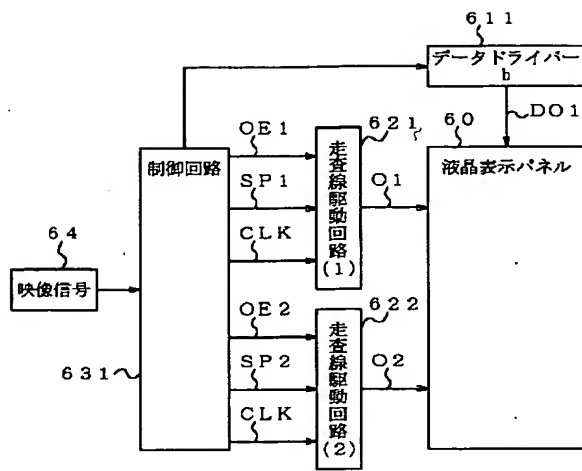 611
データドライバー
b
DO1
OE1
621
60
制御回路
走査線駆動回路(1)
液晶表示パネル
SP1
O1
CLK
64
映像信号
OE2
622
走査線駆動回路(2)
SP2
O2
631
CLK